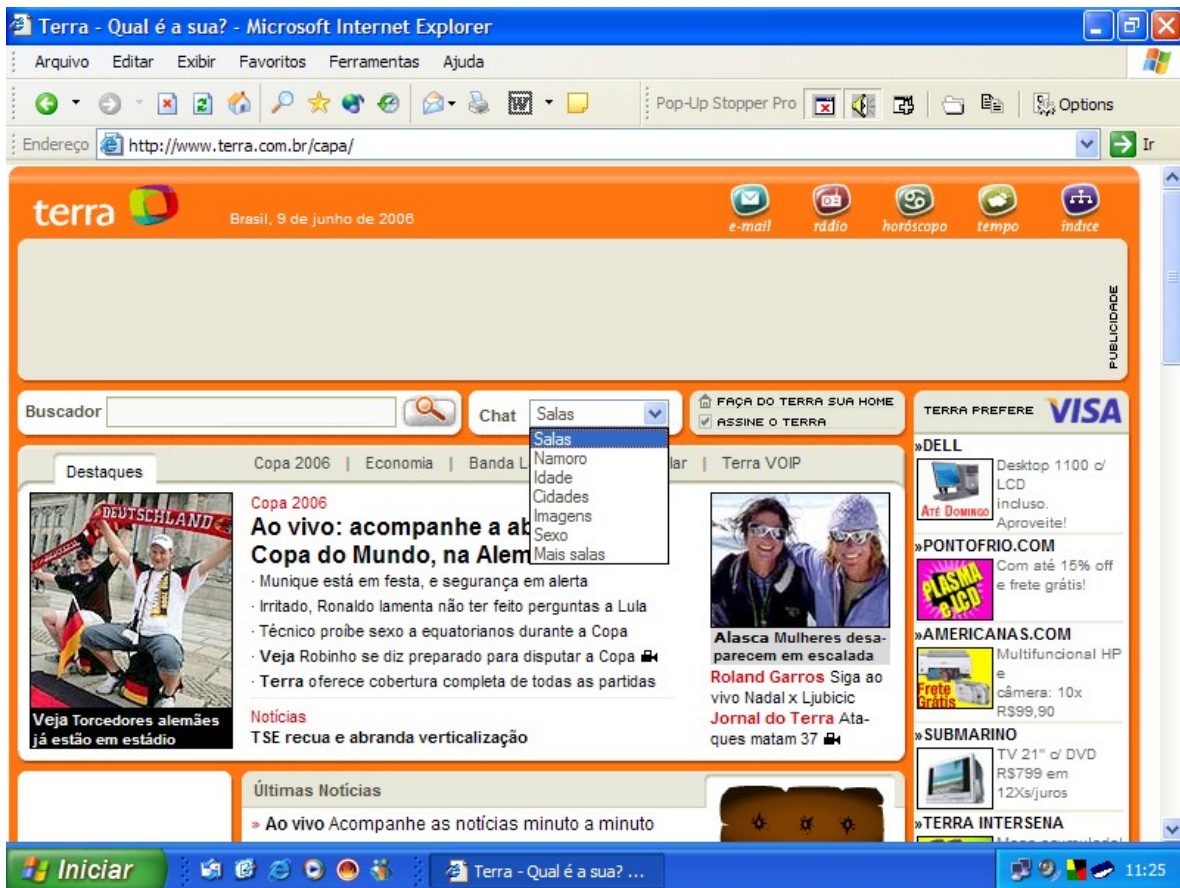 Terra - Qual é a sua? - Microsoft Internet Explorer
Arquivo Editar Exibir Favoritos Ferramentas Ajuda
Pop-Up Stopper Pro Options
Endereço http://www.terra.com.br/capa/ Ir
terra Brasil, 9 de junho de 2006
e-mail rádio horóscopo tempo índice
PUBLICIDADE
Buscador
Chat Salas
Salas
Namoro
Idade
Cidades
Imagens
Sexo
Mais salas
FAÇA DO TERRA SUA HOME
ASSINE O TERRA
TERRA PREFERE VISA
Destaques
Copa 2006 | Economia | Banda L lar | Terra VOIP
DEUTSCHLAND
Veja Torcedores alemães
já estão em estádio
Copa 2006
Ao vivo: acompanhe a ab
Copa do Mundo, na Alem
· Munique está em festa, e segurança em alerta
· Irritado, Ronaldo lamenta não ter feito perguntas a Lula
· Técnico proíbe sexo a equatorianos durante a Copa
· Veja Robinho se diz preparado para disputar a Copa
· Terra oferece cobertura completa de todas as partidas
Notícias
TSE recua e abranda verticalização
Alasca Mulheres desa-
parecem em escalada
Roland Garros Siga ao
vivo Nadal x Ljubicic
Jornal do Terra Ata-
ques matam 37
»DELL
ATÉ DOMINGO
Desktop 1100 c/
LCD
incluso.
Aproveite!
»PONTOFRIO.COM
PLASMA
e LCD
Com até 15% off
e frete grátis!
»AMERICANAS.COM
Frete
Grátis
Multifuncional HP
e
câmera: 10x
R$99,90
»SUBMARINO
TV 21" c/ DVD
R$799 em
12Xs/juros
»TERRA INTERSENA
Últimas Notícias
» Ao vivo Acompanhe as notícias minuto a minuto
Iniciar Terra - Qual é a sua? ... 11:25